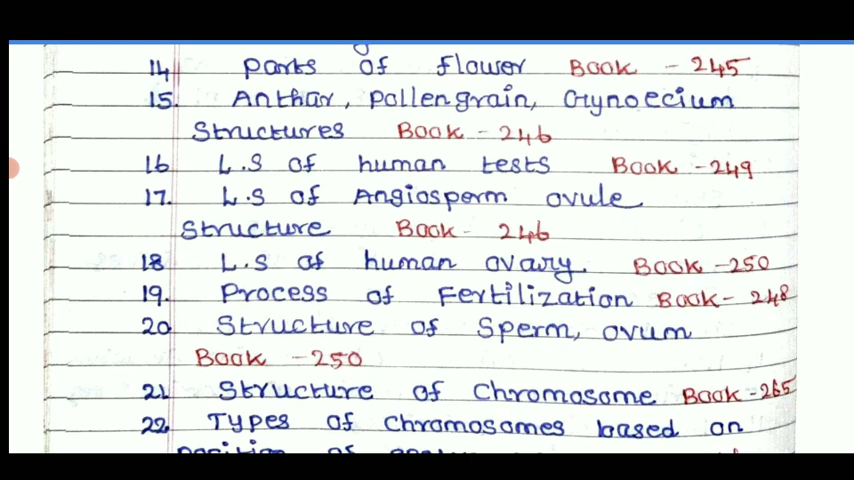 14 Parts of flower Book - 245
15. Anthar, Pollengrain, Gynoecium
Structures Book - 246
16 L.S of human tests Book - 249
17. L.S of Angiosperm ovule
Structure Book - 246
18 L.S of human ovary. Book - 250
19. Process of Fertilization Book - 248
20 Structure of Sperm, ovum
Book - 250
21 Structure of Chromosome Book - 265
22 Types of chromosomes based on
position of